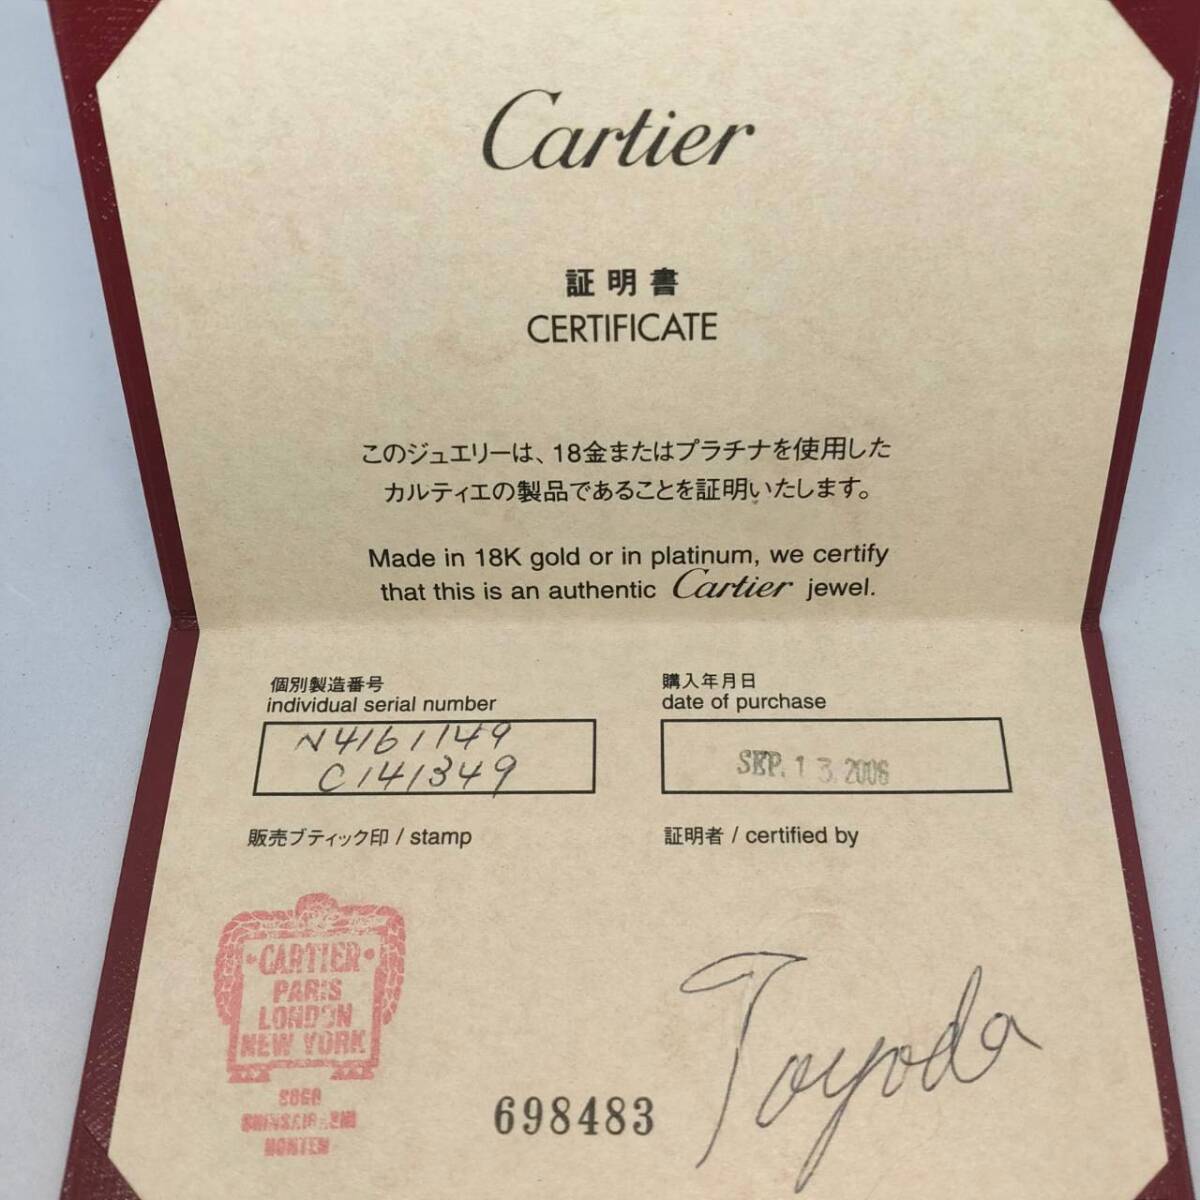 Cartier
証明書
CERTIFICATE
このジュエリーは、18金またはプラチナを使用した
カルティエの製品であることを証明いたします。
Made in 18K gold or in platinum, we certify
that this is an authentic Cartier jewel.
個別製造番号
individual serial number
N4161149
C141349
購入年月日
date of purchase
SEP. 13. 2006
販売ブティック印 / stamp
証明者 / certified by
CARTIER
PARIS
LONDON
NEW YORK
SOGO
HONTEN
698483
Toyoda